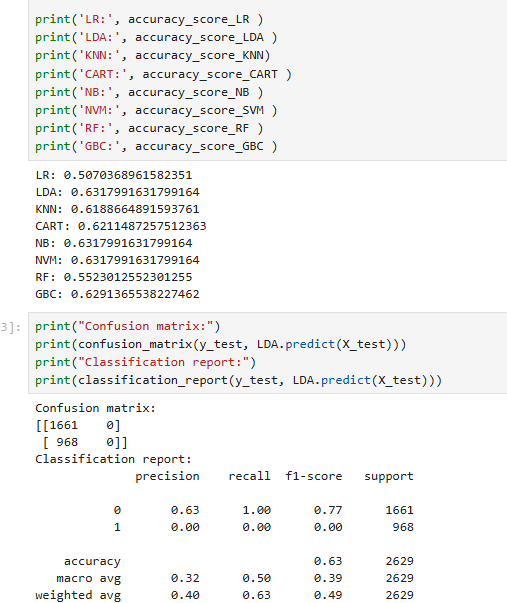 print('LR:', accuracy_score_LR )
print('LDA:', accuracy_score_LDA )
print('KNN:', accuracy_score_KNN)
print('CART:', accuracy_score_CART )
print('NB:', accuracy_score_NB )
print('NVM:', accuracy_score_SVM )
print('RF:', accuracy_score_RF )
print('GBC:', accuracy_score_GBC )
LR: 0.5070368961582351
LDA: 0.6317991631799164
KNN: 0.6188664891593761
CART: 0.6211487257512363
NB: 0.6317991631799164
NVM: 0.6317991631799164
RF: 0.5523012552301255
GBC: 0.6291365538227462
3]: print("Confusion matrix:")
print(confusion_matrix(y_test, LDA.predict(X_test)))
print("Classification report:")
print(classification_report(y_test, LDA.predict(X_test)))
Confusion matrix:
[[1661    0]
 [ 968    0]]
Classification report:
              precision    recall  f1-score   support
           0       0.63      1.00      0.77      1661
           1       0.00      0.00      0.00       968
    accuracy                           0.63      2629
   macro avg       0.32      0.50      0.39      2629
weighted avg       0.40      0.63      0.49      2629